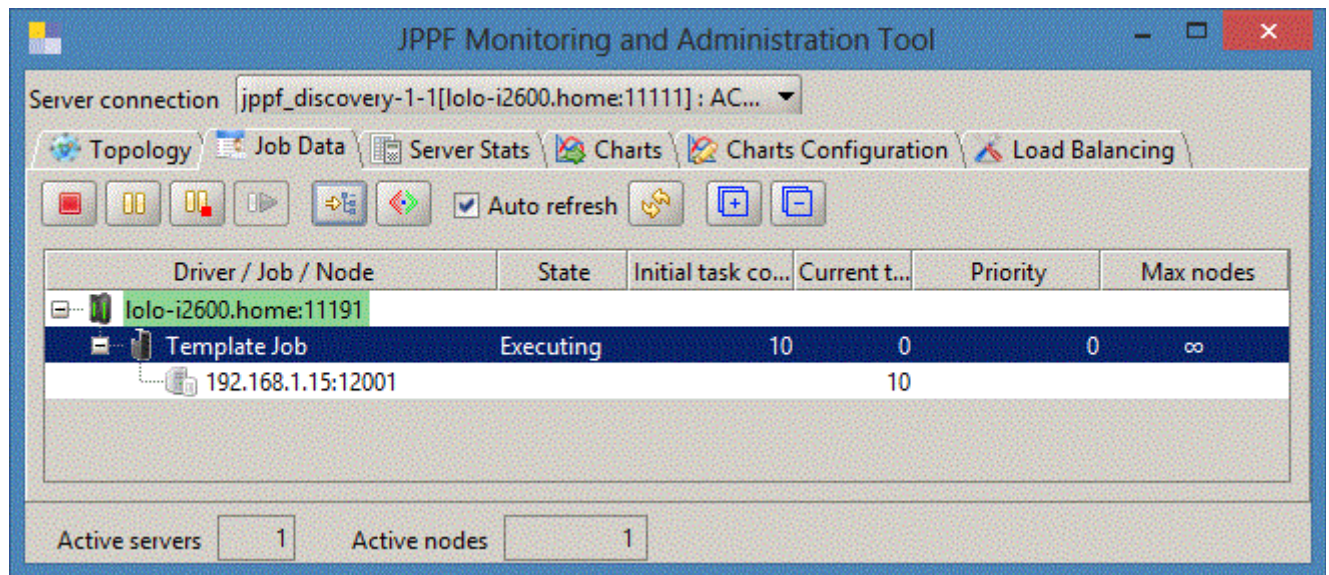 JPPF Monitoring and Administration Tool
Server connection jppf_discovery-1-1[lolo-i2600.home:11111] : AC...
Topology Job Data Server Stats Charts Charts Configuration Load Balancing
Auto refresh
Driver / Job / Node State Initial task co... Current t... Priority Max nodes
lolo-i2600.home:11191
Template Job Executing 10 0 0 ∞
192.168.1.15:12001 10
Active servers 1 Active nodes 1